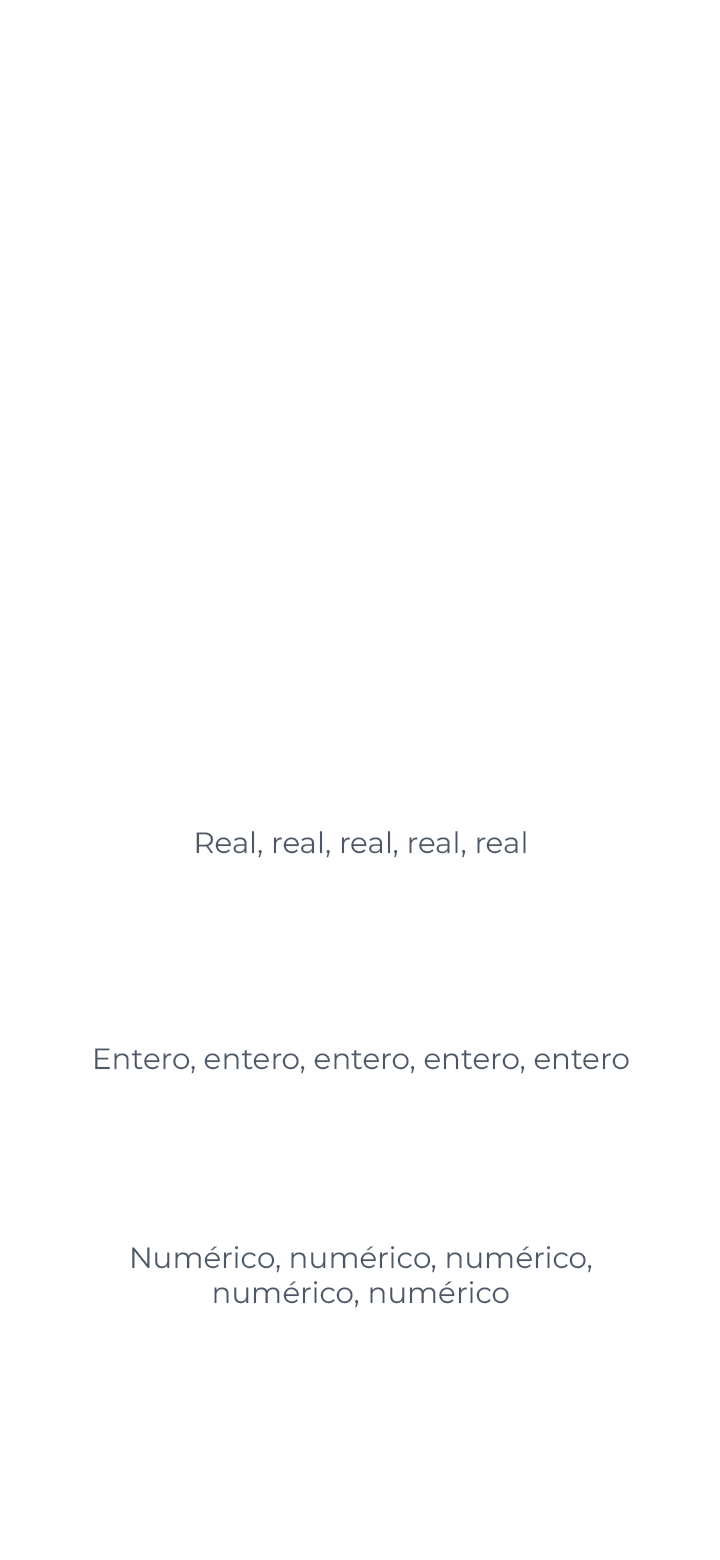 Real, real, real, real, real
Entero, entero, entero, entero, entero
Numérico, numérico, numérico,
numérico, numérico